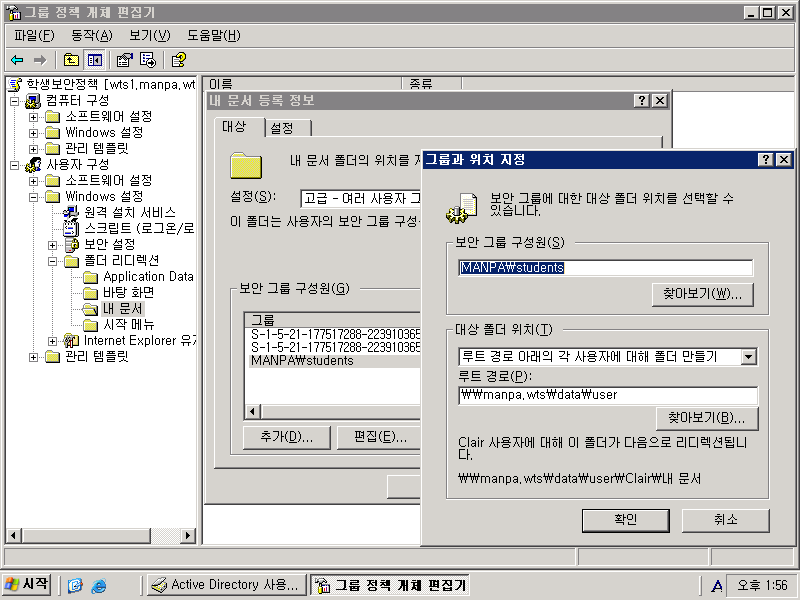 그룹 정책 개체 편집기
파일(F) 동작(A) 보기(V) 도움말(H)
학생보안정책 [wts1.manpa.wt
컴퓨터 구성
소프트웨어 설정
Windows 설정
관리 템플릿
사용자 구성
소프트웨어 설정
Windows 설정
원격 설치 서비스
스크립트 (로그온/로
보안 설정
폴더 리디렉션
Application Data
바탕 화면
내 문서
시작 메뉴
Internet Explorer 유지
관리 템플릿
이름 종류
내 문서 등록 정보
대상 설정
내 문서 폴더의 위치를 지
설정(S): 고급 - 여러 사용자 그
이 폴더는 사용자의 보안 그룹 구성
보안 그룹 구성원(G)
그룹
S-1-5-21-177517288-223910365
S-1-5-21-177517288-223910365
MANPA\students
추가(D)... 편집(E)...
그룹과 위치 지정
보안 그룹에 대한 대상 폴더 위치를 선택할 수
있습니다.
보안 그룹 구성원(S)
MANPA\students
찾아보기(W)...
대상 폴더 위치(T)
루트 경로 아래의 각 사용자에 대해 폴더 만들기
루트 경로(P):
\\manpa.wts\data\user
찾아보기(B)...
Clair 사용자에 대해 이 폴더가 다음으로 리디렉션됩니
다.
\\manpa.wts\data\user\Clair\내 문서
확인 취소
시작 Active Directory 사용... 그룹 정책 개체 편집기 A 오후 1:56